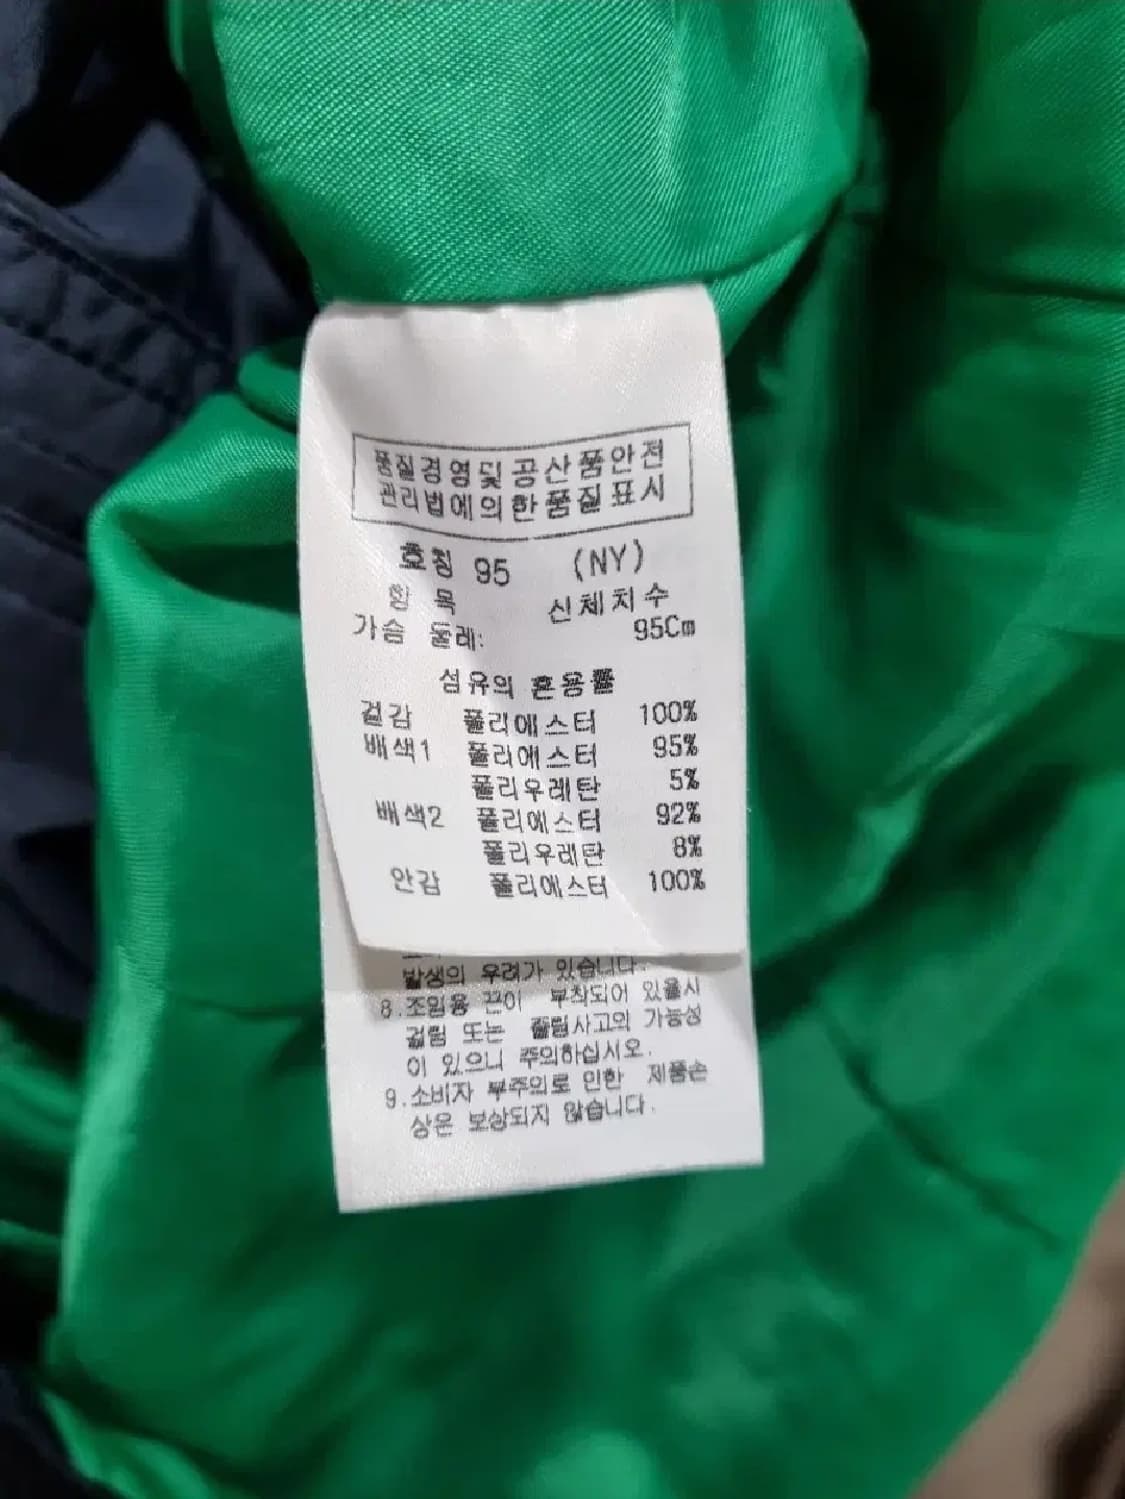 품질경영및공산품안전
관리법에의한품질표시
호칭 95 (NY)
항 목 신체치수
가슴 둘레: 95Cm
섬유의 혼용률
겉감 폴리에스터 100%
배색1 폴리에스터 95%
폴리우레탄 5%
배색2 폴리에스터 92%
폴리우레탄 8%
안감 폴리에스터 100%
발생의 우려가 있습니다.
8.조임용 끈이 부착되어 있을시
걸림 또는 졸림사고의 가능성
이 있으니 주의하십시오.
9.소비자 부주의로 인한 제품손
상은 보상되지 않습니다.